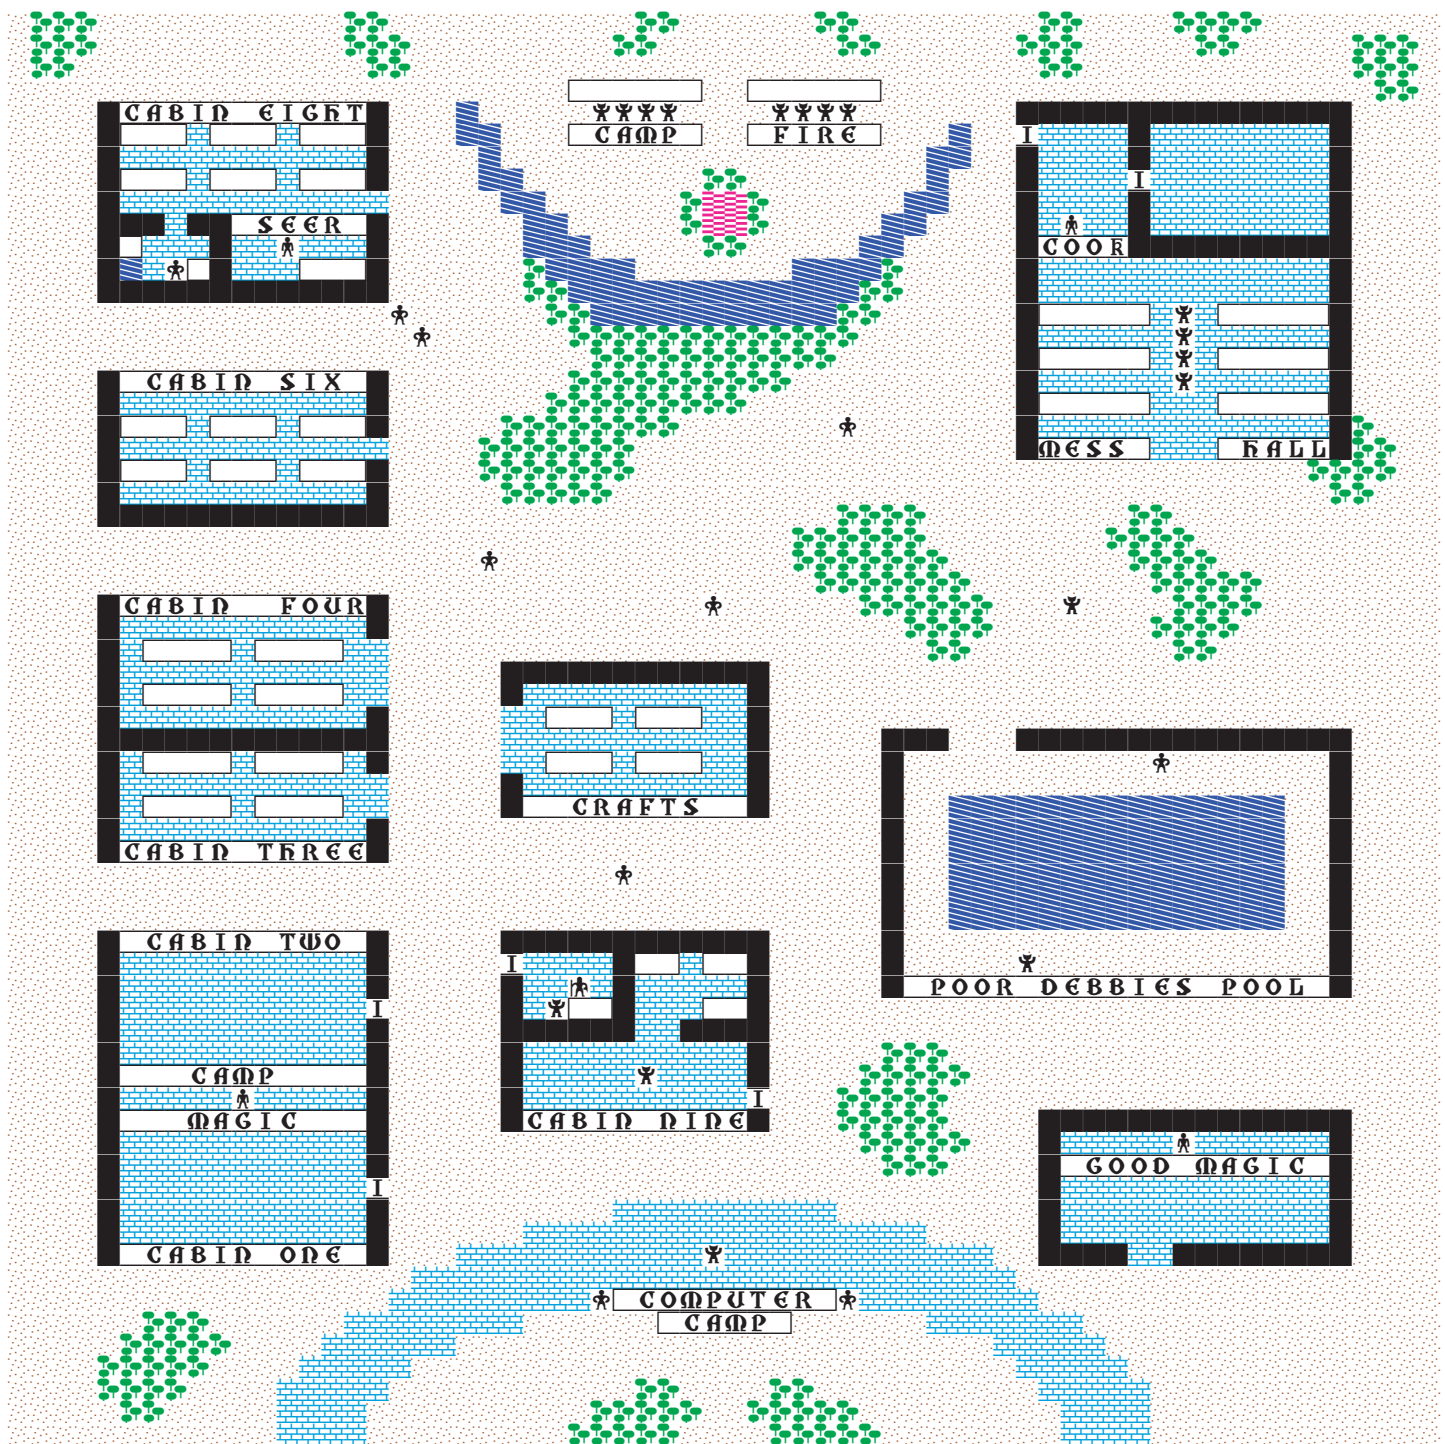 CABIN EIGHT
CAMP FIRE
I
I
SEER
COOK
CABIN SIX
MESS HALL
CABIN FOUR
CRAFTS
CABIN THREE
CABIN TWO
I
POOR DEBBIES POOL
I
CAMP
I
MAGIC
CABIN NINE
GOOD MAGIC
I
CABIN ONE
COMPUTER
CAMP